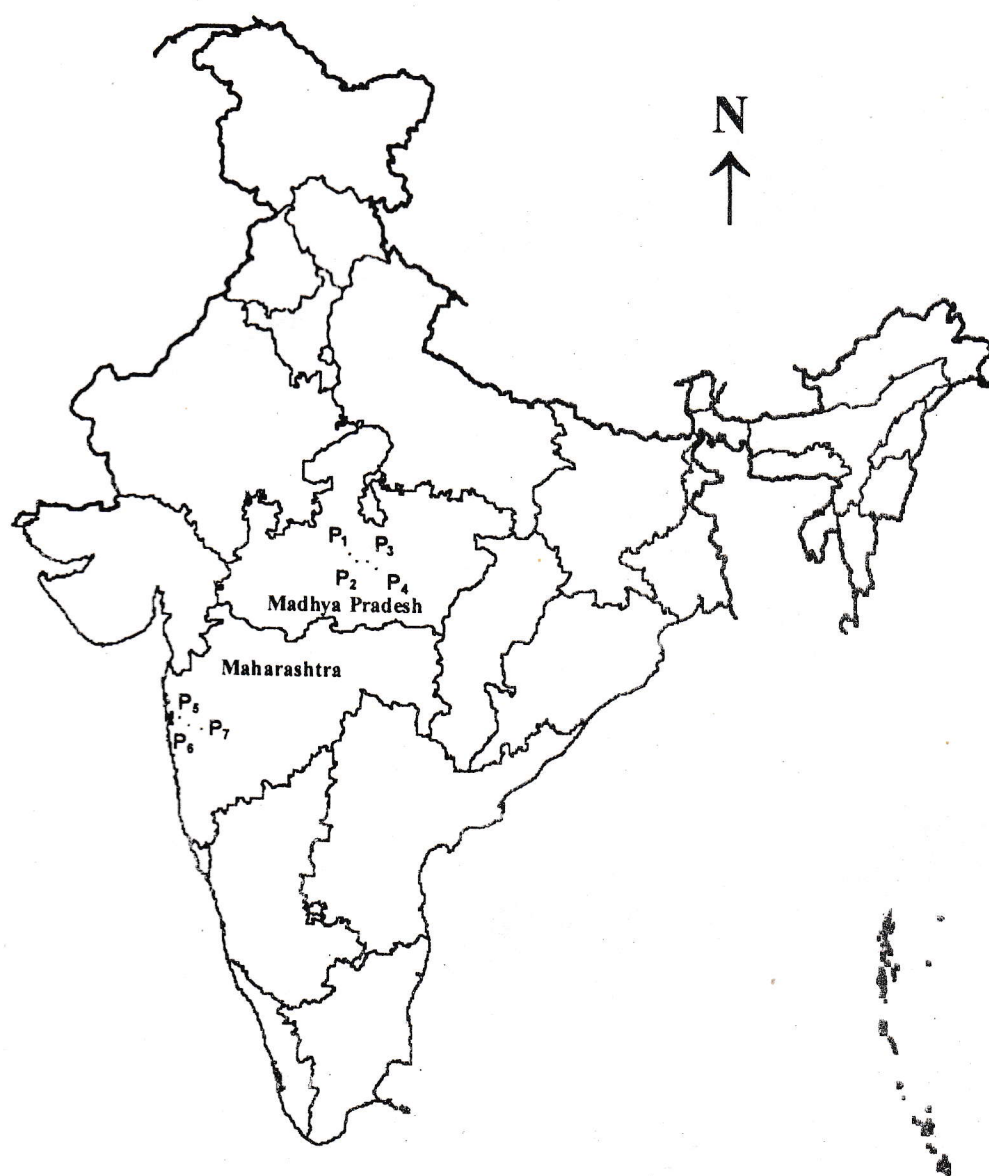 N
P₁ P₃
P₂ P₄
Madhya Pradesh
Maharashtra
P₅
P₇
P₆